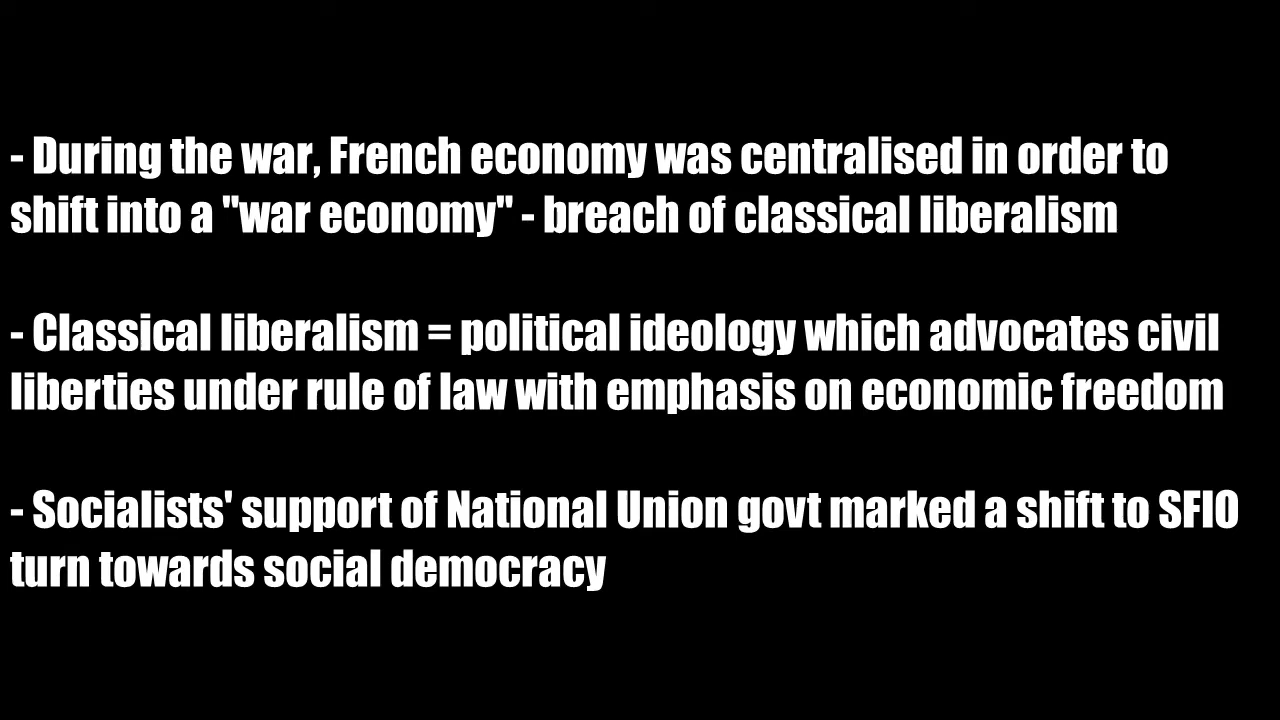 - During the war, French economy was centralised in order to
shift into a "war economy" - breach of classical liberalism
- Classical liberalism = political ideology which advocates civil
liberties under rule of law with emphasis on economic freedom
- Socialists' support of National Union govt marked a shift to SFIO
turn towards social democracy